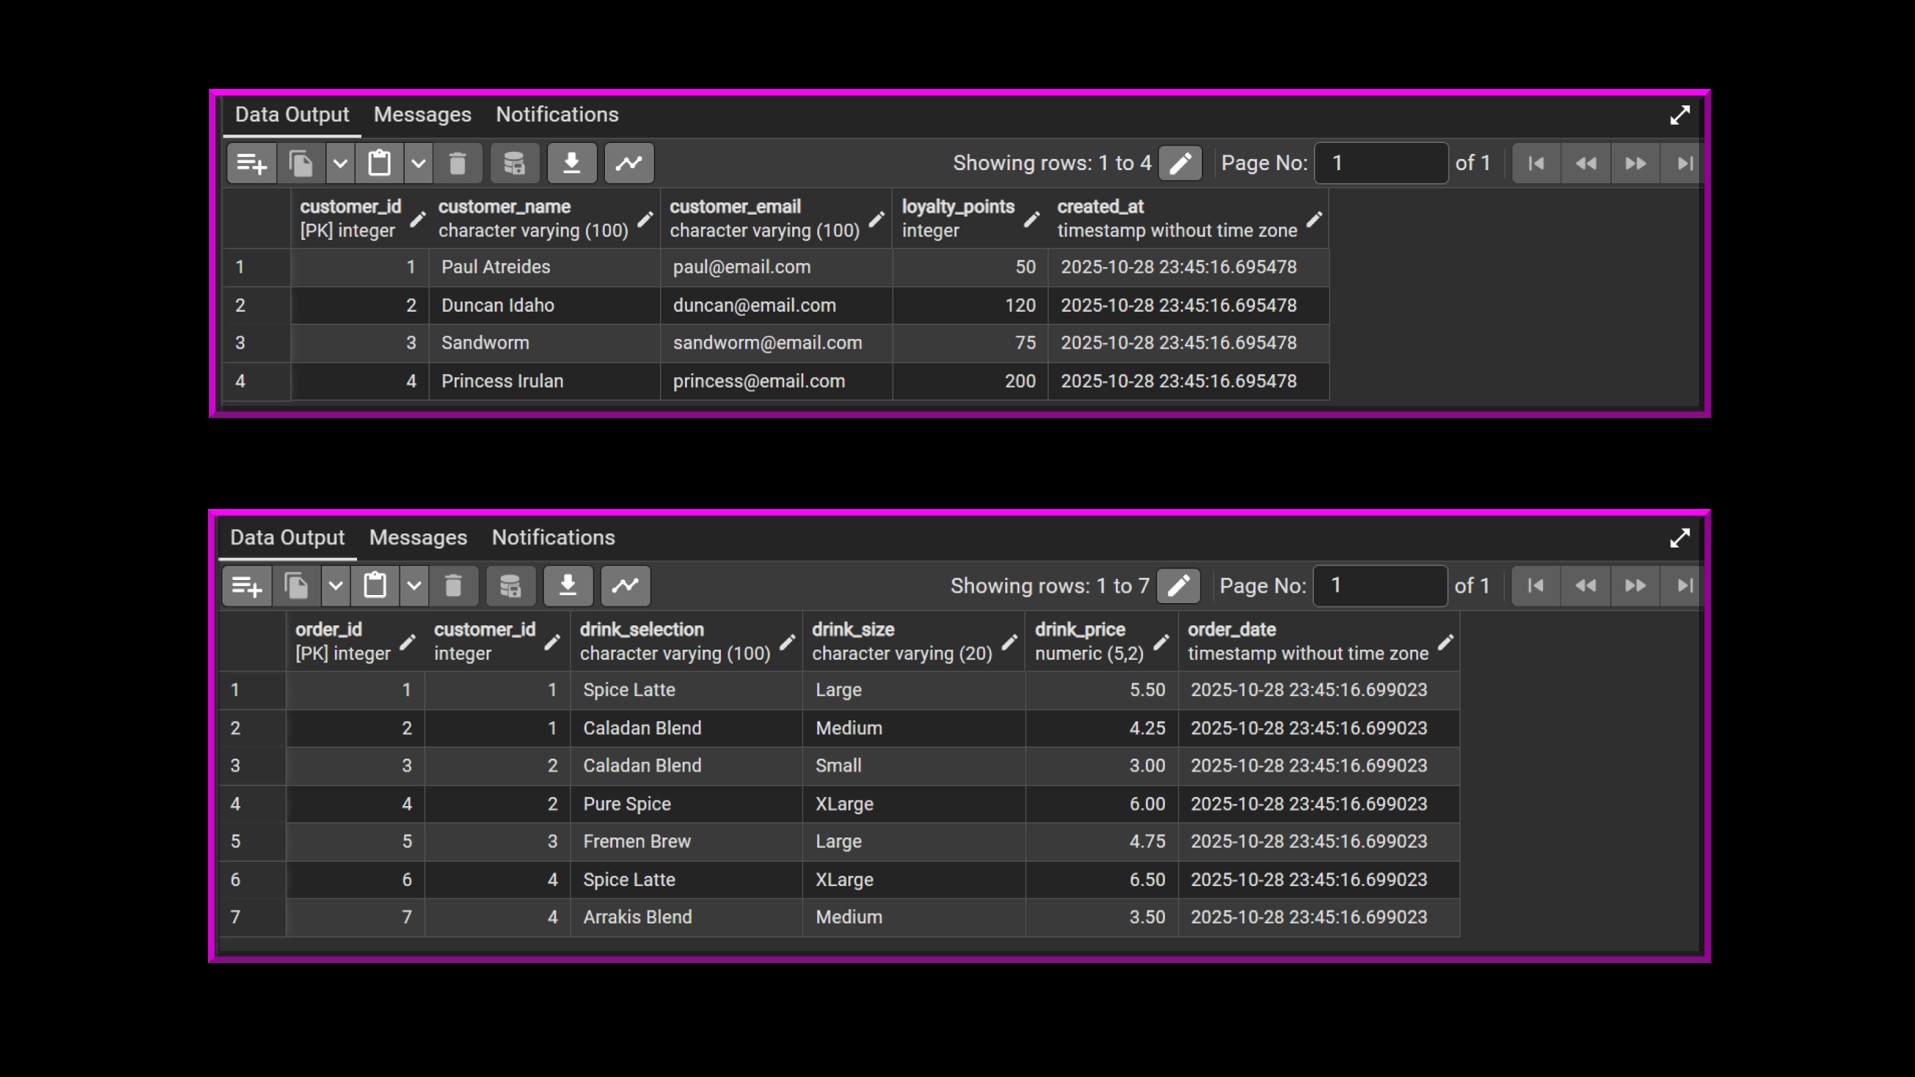 Data Output Messages Notifications
Showing rows: 1 to 4 Page No: 1 of 1
customer_id customer_name customer_email loyalty_points created_at
[PK] integer character varying (100) character varying (100) integer timestamp without time zone
1 1 Paul Atreides paul@email.com 50 2025-10-28 23:45:16.695478
2 2 Duncan Idaho duncan@email.com 120 2025-10-28 23:45:16.695478
3 3 Sandworm sandworm@email.com 75 2025-10-28 23:45:16.695478
4 4 Princess Irulan princess@email.com 200 2025-10-28 23:45:16.695478
Data Output Messages Notifications
Showing rows: 1 to 7 Page No: 1 of 1
order_id customer_id drink_selection drink_size drink_price order_date
[PK] integer integer character varying (100) character varying (20) numeric (5,2) timestamp without time zone
1 1 1 Spice Latte Large 5.50 2025-10-28 23:45:16.699023
2 2 1 Caladan Blend Medium 4.25 2025-10-28 23:45:16.699023
3 3 2 Caladan Blend Small 3.00 2025-10-28 23:45:16.699023
4 4 2 Pure Spice XLarge 6.00 2025-10-28 23:45:16.699023
5 5 3 Fremen Brew Large 4.75 2025-10-28 23:45:16.699023
6 6 4 Spice Latte XLarge 6.50 2025-10-28 23:45:16.699023
7 7 4 Arrakis Blend Medium 3.50 2025-10-28 23:45:16.699023